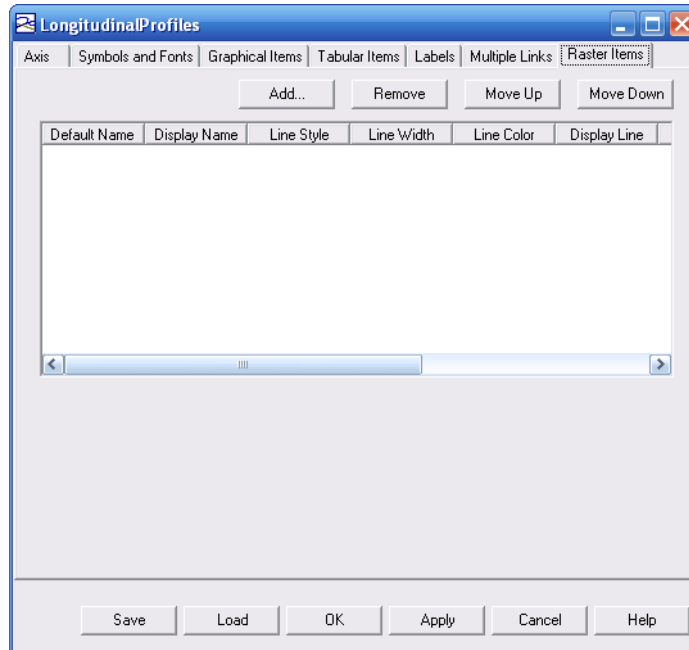 LongitudinalProfiles
Axis Symbols and Fonts Graphical Items Tabular Items Labels Multiple Links Raster Items
Add... Remove Move Up Move Down
Default Name Display Name Line Style Line Width Line Color Display Line
Save Load OK Apply Cancel Help